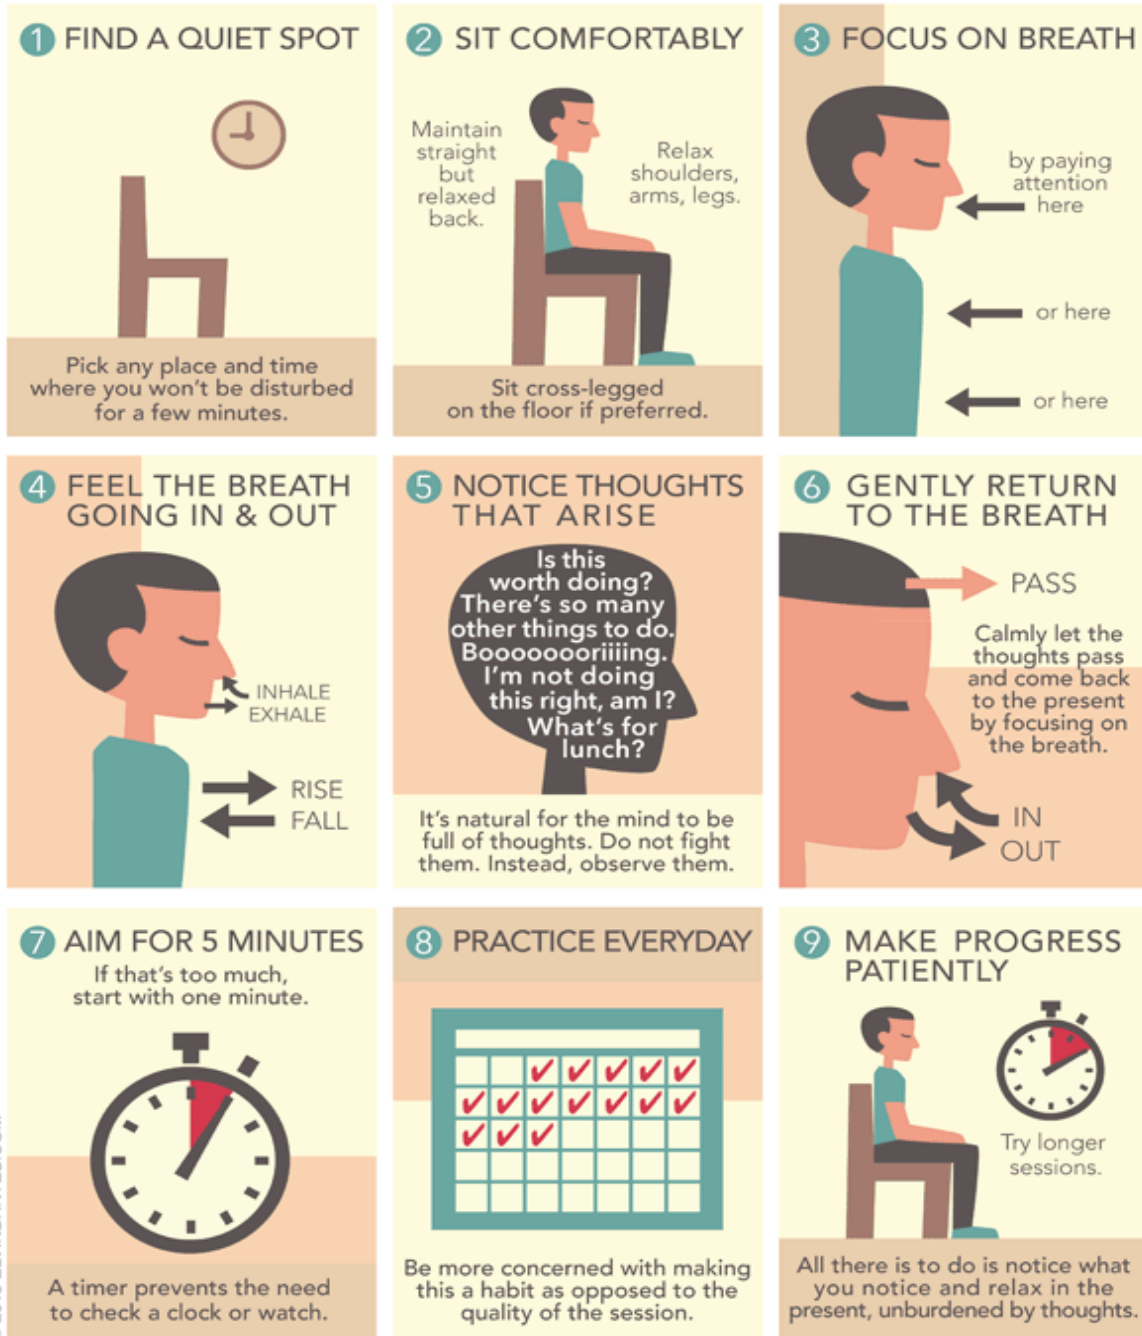 1 FIND A QUIET SPOT
Pick any place and time
where you won't be disturbed
for a few minutes.
2 SIT COMFORTABLY
Maintain
straight
but
relaxed
back.
Relax
shoulders,
arms, legs.
Sit cross-legged
on the floor if preferred.
3 FOCUS ON BREATH
by paying
attention
here
or here
or here
4 FEEL THE BREATH
GOING IN & OUT
INHALE
EXHALE
RISE
FALL
5 NOTICE THOUGHTS
THAT ARISE
Is this
worth doing?
There's so many
other things to do.
Booooooooriiiing.
I'm not doing
this right, am I?
What's for
lunch?
It's natural for the mind to be
full of thoughts. Do not fight
them. Instead, observe them.
6 GENTLY RETURN
TO THE BREATH
PASS
Calmly let the
thoughts pass
and come back
to the present
by focusing on
the breath.
IN
OUT
7 AIM FOR 5 MINUTES
If that's too much,
start with one minute.
A timer prevents the need
to check a clock or watch.
8 PRACTICE EVERYDAY
Be more concerned with making
this a habit as opposed to the
quality of the session.
9 MAKE PROGRESS
PATIENTLY
Try longer
sessions.
All there is to do is notice what
you notice and relax in the
present, unburdened by thoughts.